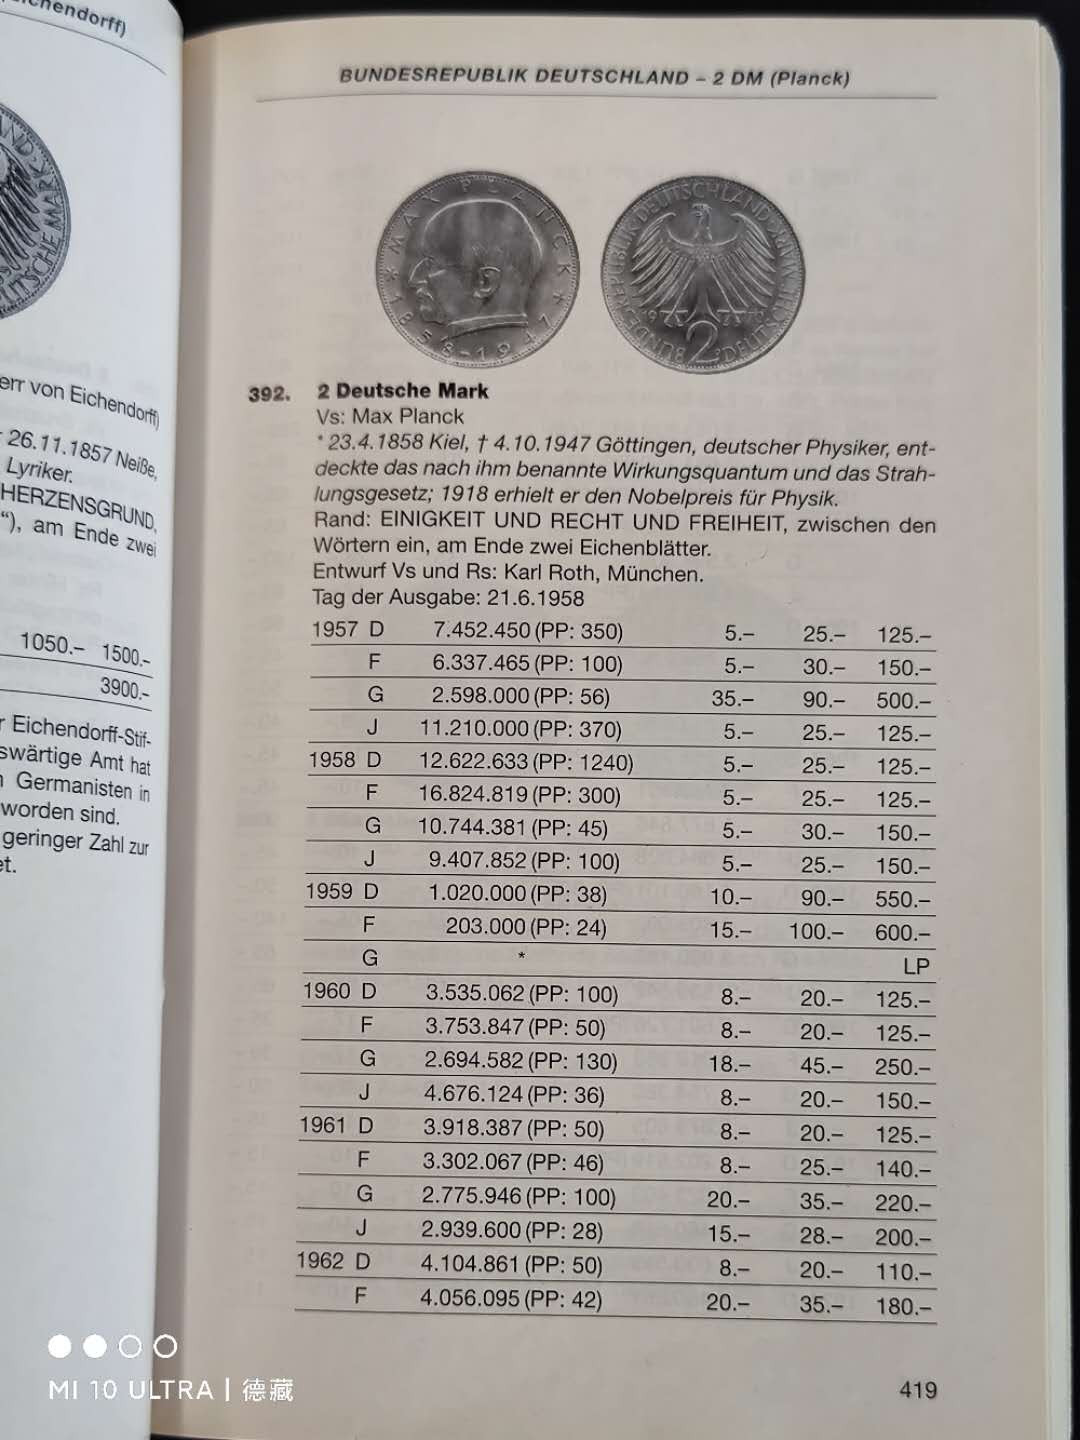 ichendorff)
err von Eichendorff)
26.11.1857 Neiße,
Lyriker.
HERZENSGRUND,
“), am Ende zwei
1050.– 1500.–
3900.–
r Eichendorff-Stif-
swärtige Amt hat
n Germanisten in
worden sind.
geringer Zahl zur
et.
BUNDESREPUBLIK DEUTSCHLAND – 2 DM (Planck)
MAX PLANCK
* 1858 - 1947 *
BUNDESREPUBLIK DEUTSCHLAND
2 DEUTSCHE MARK
392. 2 Deutsche Mark
Vs: Max Planck
* 23.4.1858 Kiel, † 4.10.1947 Göttingen, deutscher Physiker, ent-
deckte das nach ihm benannte Wirkungsquantum und das Strah-
lungsgesetz; 1918 erhielt er den Nobelpreis für Physik.
Rand: EINIGKEIT UND RECHT UND FREIHEIT, zwischen den
Wörtern ein, am Ende zwei Eichenblätter.
Entwurf Vs und Rs: Karl Roth, München.
Tag der Ausgabe: 21.6.1958
1957 D 7.452.450 (PP: 350) 5.– 25.– 125.–
F 6.337.465 (PP: 100) 5.– 30.– 150.–
G 2.598.000 (PP: 56) 35.– 90.– 500.–
J 11.210.000 (PP: 370) 5.– 25.– 125.–
1958 D 12.622.633 (PP: 1240) 5.– 25.– 125.–
F 16.824.819 (PP: 300) 5.– 25.– 125.–
G 10.744.381 (PP: 45) 5.– 30.– 150.–
J 9.407.852 (PP: 100) 5.– 25.– 150.–
1959 D 1.020.000 (PP: 38) 10.– 90.– 550.–
F 203.000 (PP: 24) 15.– 100.– 600.–
G * LP
1960 D 3.535.062 (PP: 100) 8.– 20.– 125.–
F 3.753.847 (PP: 50) 8.– 20.– 125.–
G 2.694.582 (PP: 130) 18.– 45.– 250.–
J 4.676.124 (PP: 36) 8.– 20.– 150.–
1961 D 3.918.387 (PP: 50) 8.– 20.– 125.–
F 3.302.067 (PP: 46) 8.– 25.– 140.–
G 2.775.946 (PP: 100) 20.– 35.– 220.–
J 2.939.600 (PP: 28) 15.– 28.– 200.–
1962 D 4.104.861 (PP: 50) 8.– 20.– 110.–
F 4.056.095 (PP: 42) 20.– 35.– 180.–
419
MI 10 ULTRA | 德藏